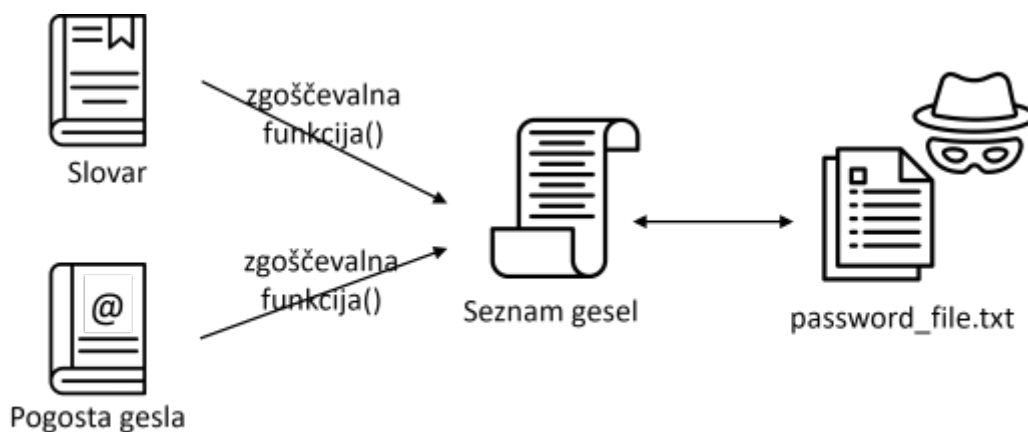 zgoščevalna
funkcija()
Slovar
zgoščevalna
funkcija()
@
Pogosta gesla
Seznam gesel
password_file.txt